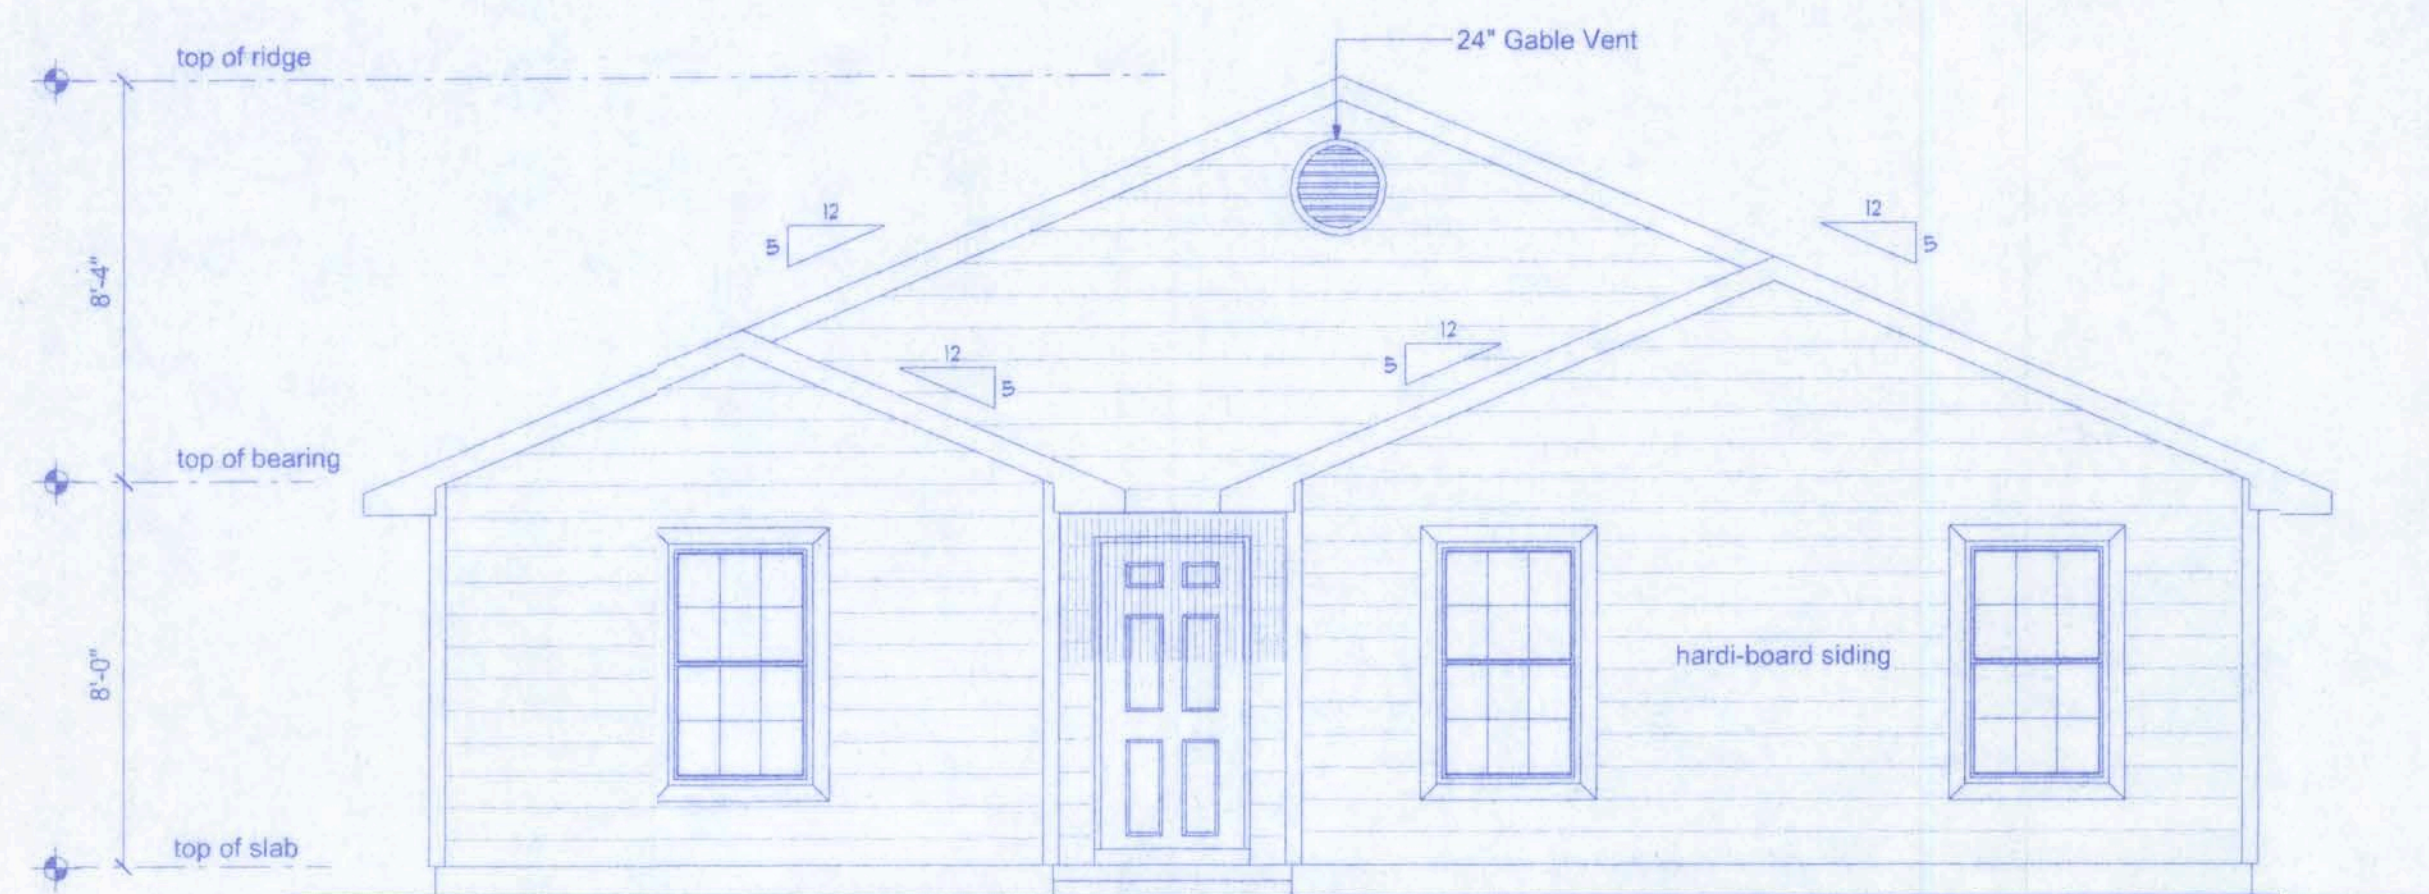 24" Gable Vent
top of ridge
12
12
5
5
8'-4"
12
12
5
5
top of bearing
hardi-board siding
8'-0"
top of slab